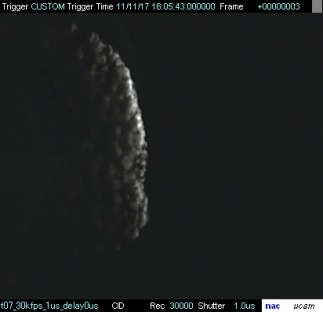 Trigger CUSTOM Trigger Time 11/11/17 16:05:43.000000 Frame +00000003
t07_30kfps_1us_delay0us CID Rec 30000 Shutter 1.0us nac ucam